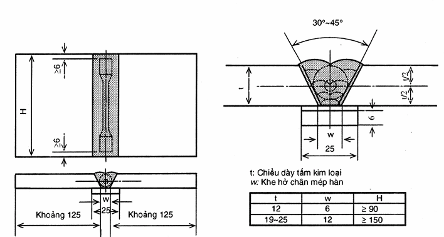 30°~45°
≥6
H
≥6
t
t/2
t/2
6
w
25
w
25
Khoảng 125
Khoảng 125
t: Chiều dày tấm kim loại
w: Khe hở chân mép hàn
t w H
12 6 ≥ 90
19~25 12 ≥ 150